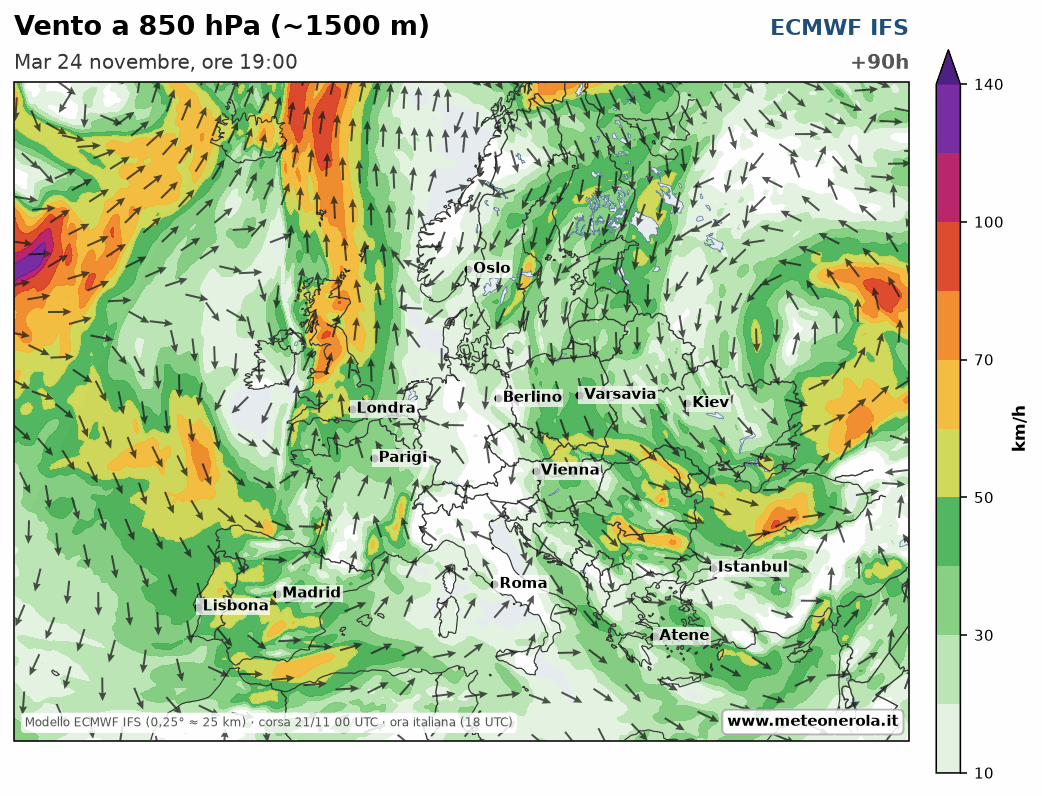 Vento a 850 hPa (~1500 m)
ECMWF IFS
Mar 24 novembre, ore 19:00
+90h
140
100
70
50
30
10
km/h
Oslo
Berlino
Varsavia
Kiev
Londra
Parigi
Vienna
Istanbul
Roma
Madrid
Lisbona
Atene
Modello ECMWF IFS (0,25° ≈ 25 km) · corsa 21/11 00 UTC · ora italiana (18 UTC)
www.meteonerola.it